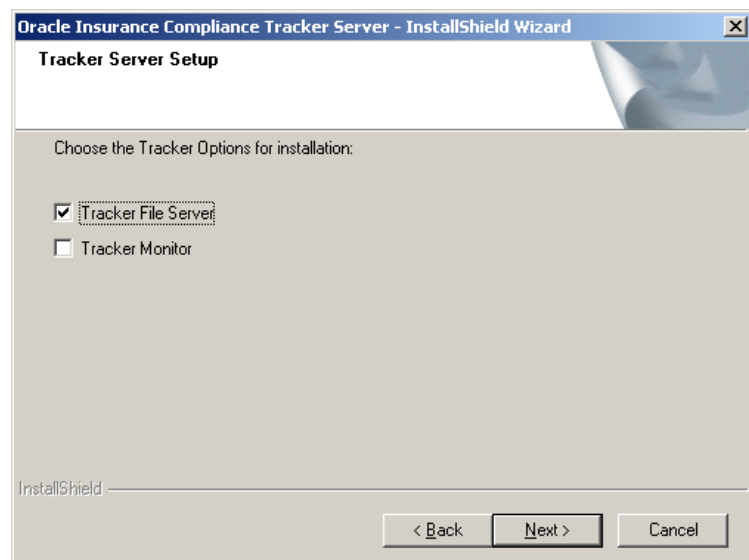 Oracle Insurance Compliance Tracker Server - InstallShield Wizard
Tracker Server Setup
Choose the Tracker Options for installation:
Tracker File Server
Tracker Monitor
InstallShield
< Back
Next >
Cancel